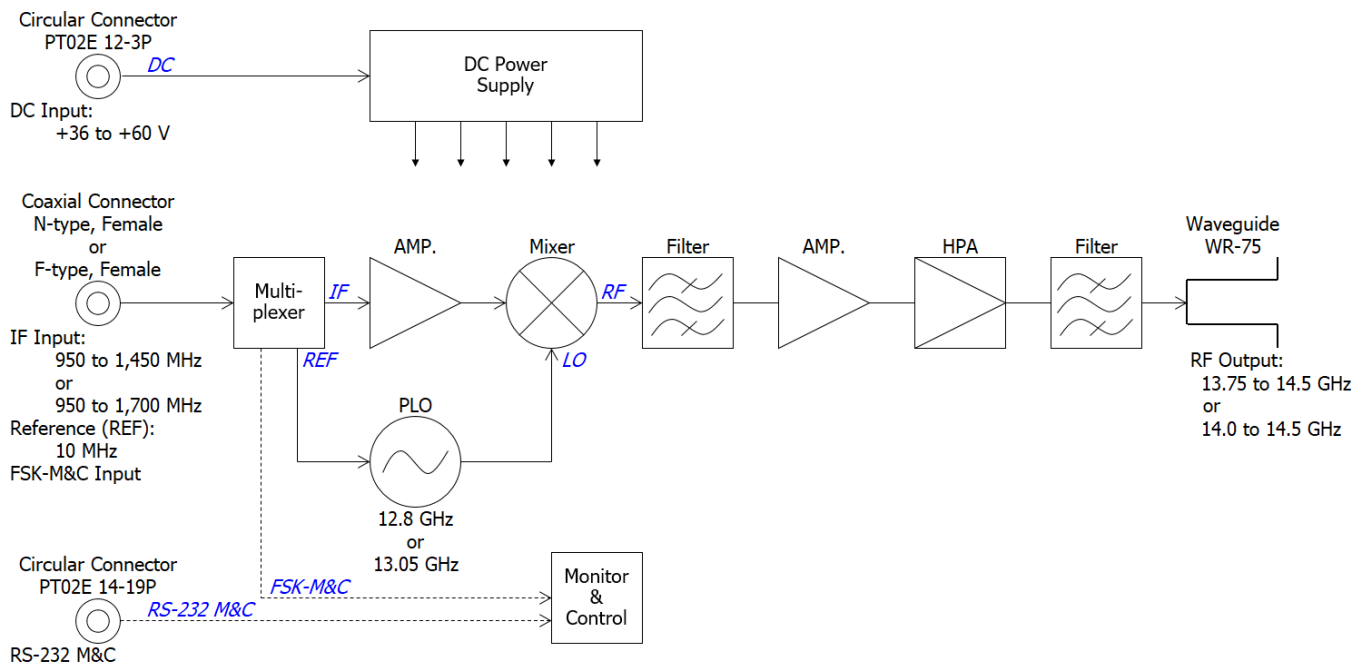 Circular Connector
PT02E 12-3P
DC
DC Input:
+36 to +60 V
DC Power
Supply
Coaxial Connector
N-type, Female
or
F-type, Female
IF Input:
950 to 1,450 MHz
or
950 to 1,700 MHz
Reference (REF):
10 MHz
FSK-M&C Input
Multi-
plexer
IF
REF
AMP.
Mixer
RF
LO
Filter
AMP.
HPA
Filter
Waveguide
WR-75
RF Output:
13.75 to 14.5 GHz
or
14.0 to 14.5 GHz
PLO
12.8 GHz
or
13.05 GHz
Circular Connector
PT02E 14-19P
RS-232 M&C
FSK-M&C
RS-232 M&C
Monitor
&
Control